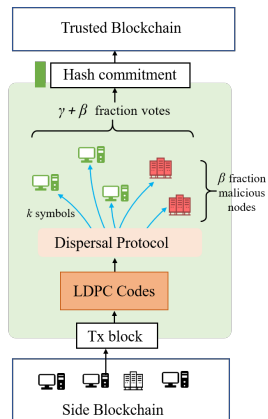 Trusted Blockchain
Hash commitment
γ + β fraction votes
k symbols
β fraction
malicious
nodes
Dispersal Protocol
LDPC Codes
Tx block
Side Blockchain